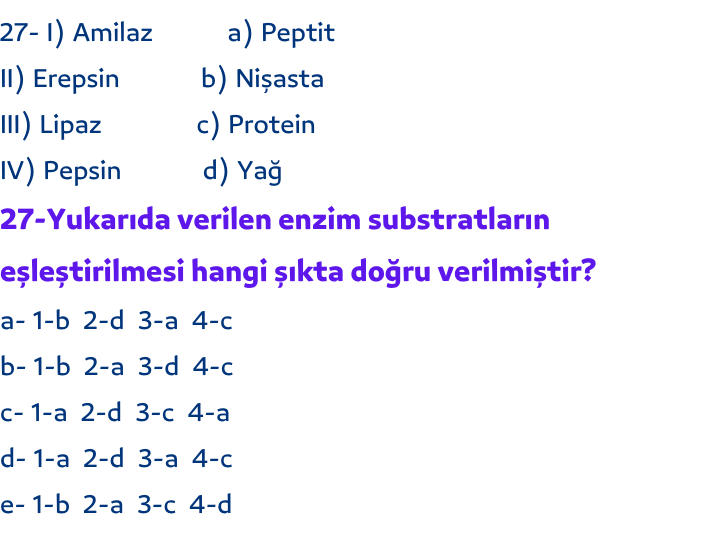 27- I) Amilaz a) Peptit
II) Erepsin b) Nişasta
III) Lipaz c) Protein
IV) Pepsin d) Yağ
27-Yukarıda verilen enzim substratların
eşleştirilmesi hangi şıkta doğru verilmiştir?
a- 1-b 2-d 3-a 4-c
b- 1-b 2-a 3-d 4-c
c- 1-a 2-d 3-c 4-a
d- 1-a 2-d 3-a 4-c
e- 1-b 2-a 3-c 4-d